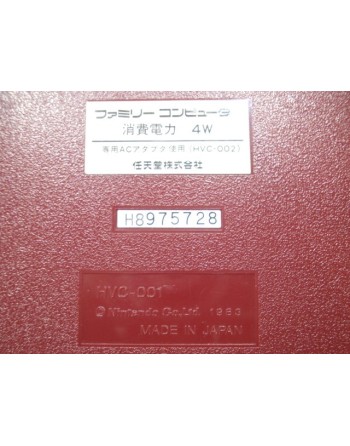 ファミリー コンピュータ
消費電力 4W
専用ACアダプタ使用(HVC-002)
任天堂株式会社
H8975728
HVC-001
© Nintendo Co.,Ltd. 1983
MADE IN JAPAN